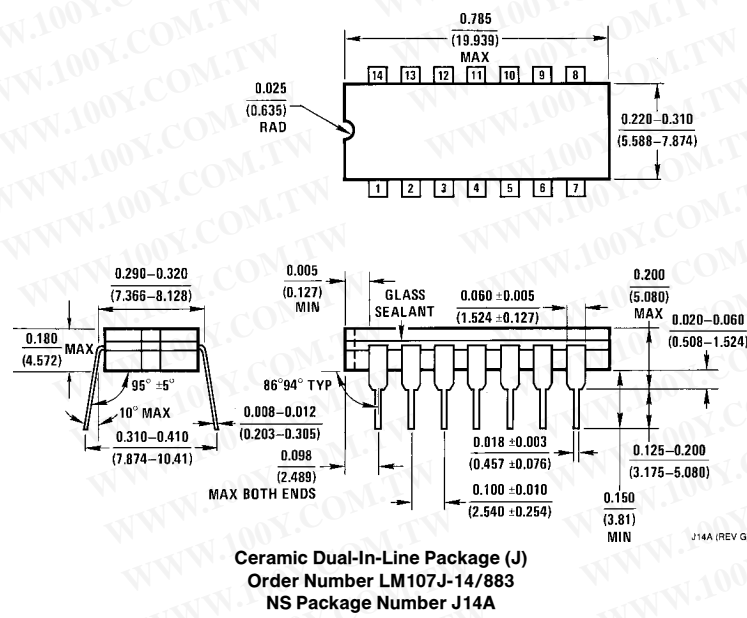 0.785
(19.939)
MAX
14 13 12 11 10 9 8
0.025
(0.635)
RAD
0.220–0.310
(5.588–7.874)
1 2 3 4 5 6 7
0.290–0.320
(7.366–8.128)
0.180
(4.572)
MAX
95° ±5°
10° MAX
0.310–0.410
(7.874–10.41)
0.008–0.012
(0.203–0.305)
0.005
(0.127)
MIN
GLASS
SEALANT
0.060 ±0.005
(1.524 ±0.127)
0.200
(5.080)
MAX
0.020–0.060
(0.508–1.524)
86°94° TYP
0.098
(2.489)
MAX BOTH ENDS
0.018 ±0.003
(0.457 ±0.076)
0.100 ±0.010
(2.540 ±0.254)
0.125–0.200
(3.175–5.080)
0.150
(3.81)
MIN
J14A (REV G
Ceramic Dual-In-Line Package (J)
Order Number LM107J-14/883
NS Package Number J14A
WWW.100Y.COM.TW